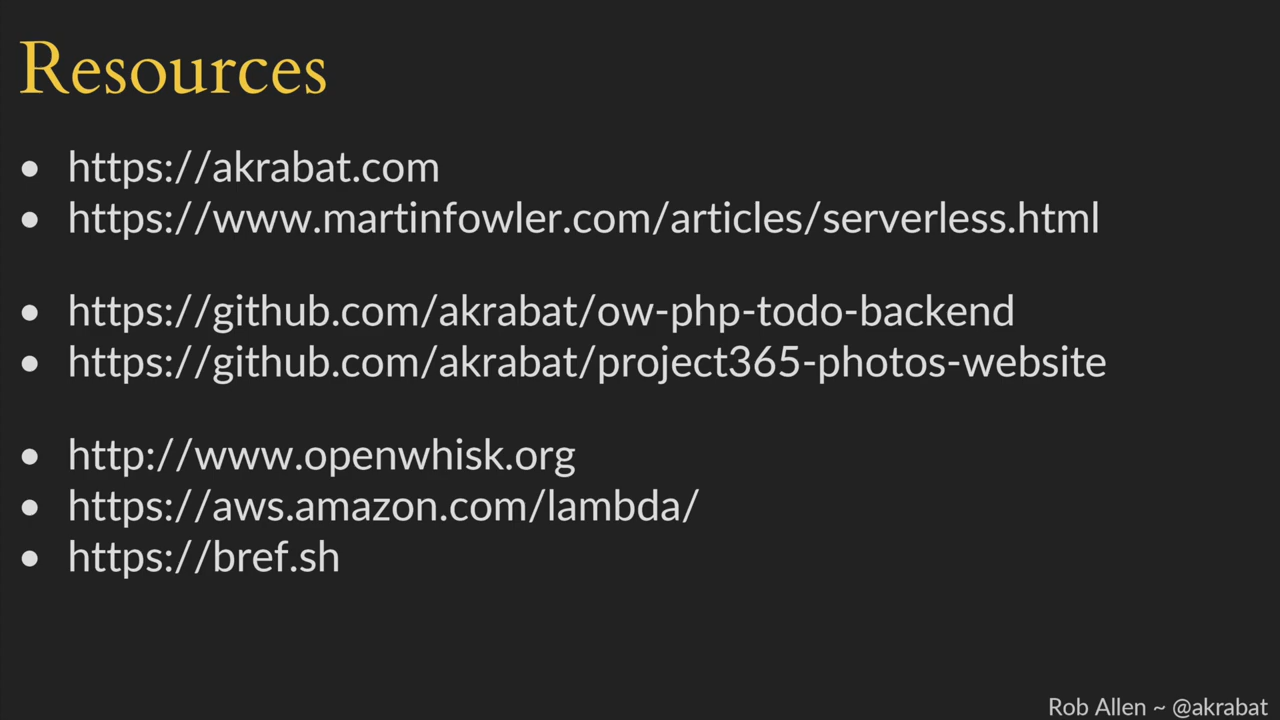 Resources
• https://akrabat.com
• https://www.martinfowler.com/articles/serverless.html
• https://github.com/akrabat/ow-php-todo-backend
• https://github.com/akrabat/project365-photos-website
• http://www.openwhisk.org
• https://aws.amazon.com/lambda/
• https://bref.sh
Rob Allen ~ @akrabat